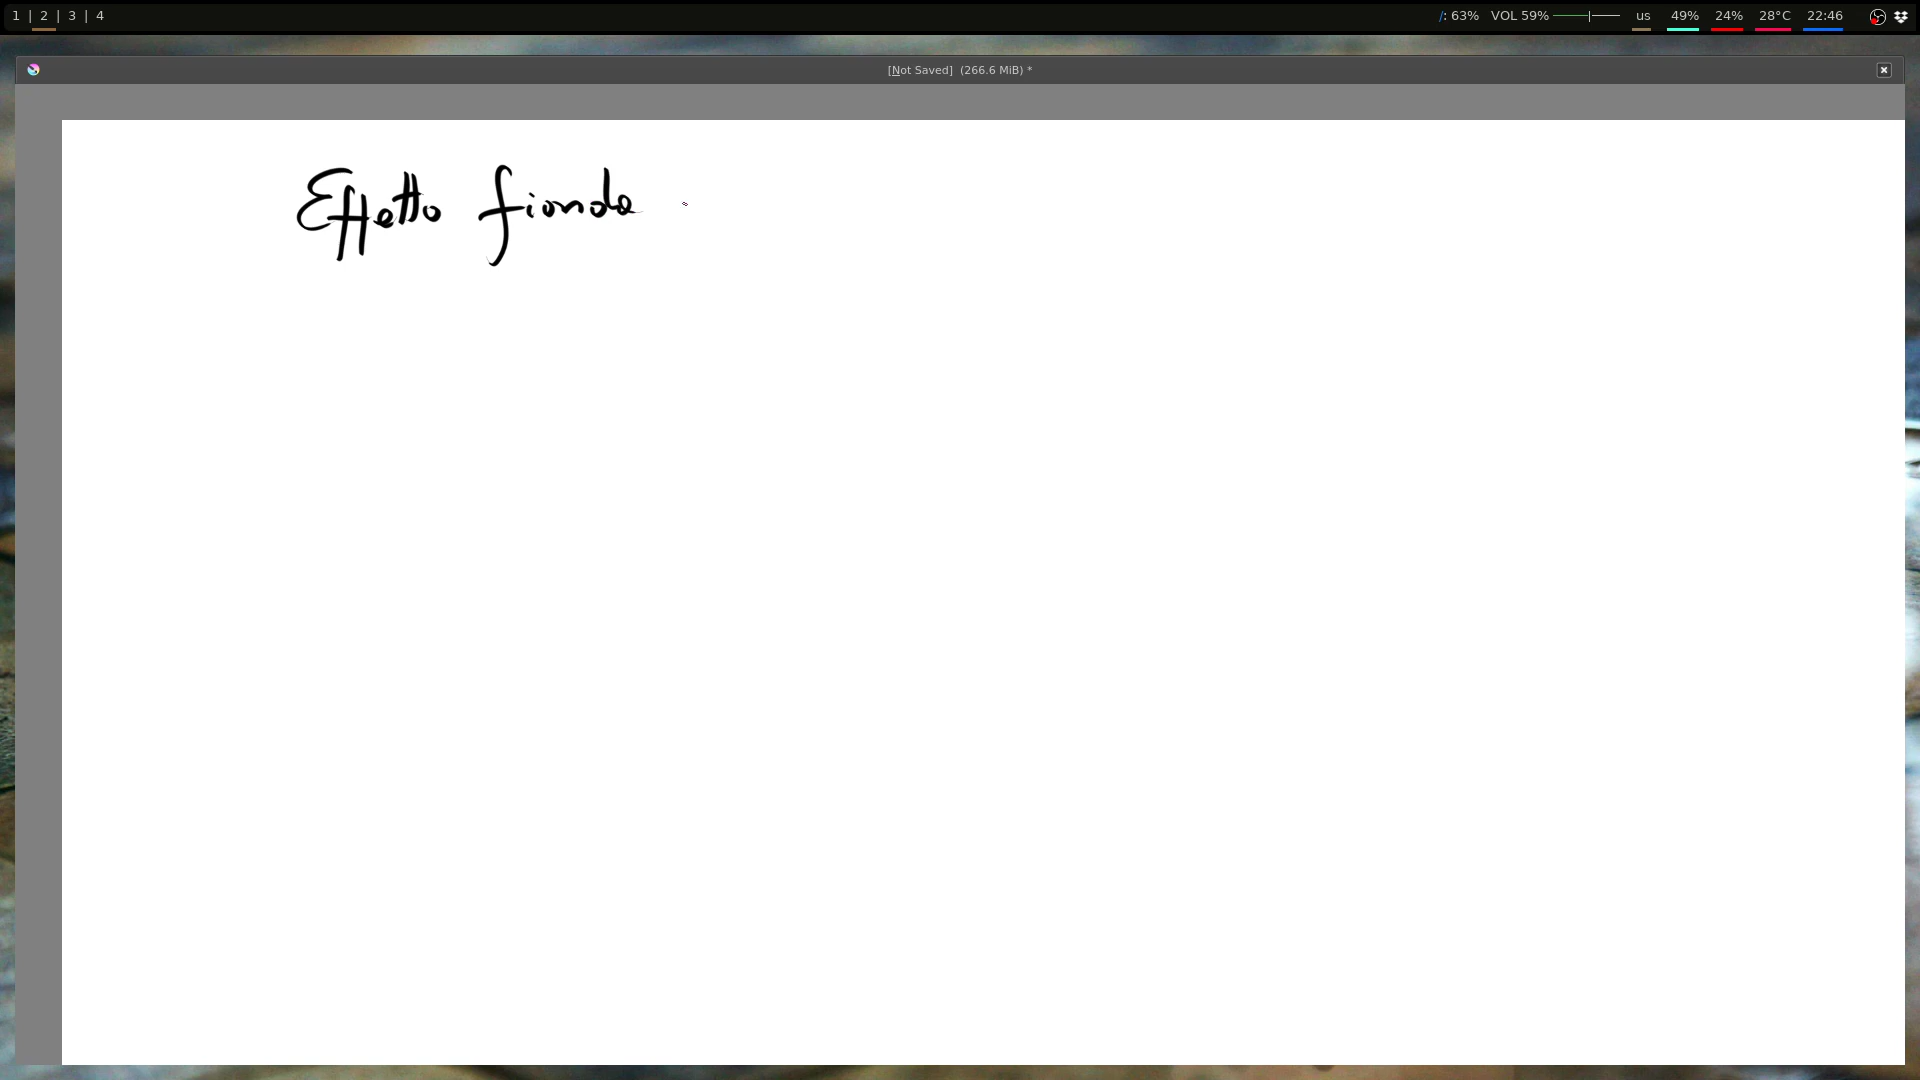 1 | 2 | 3 | 4 /: 63% VOL 59% us 49% 24% 28°C 22:46
[Not Saved] (266.6 MiB) *
Effetto fionda